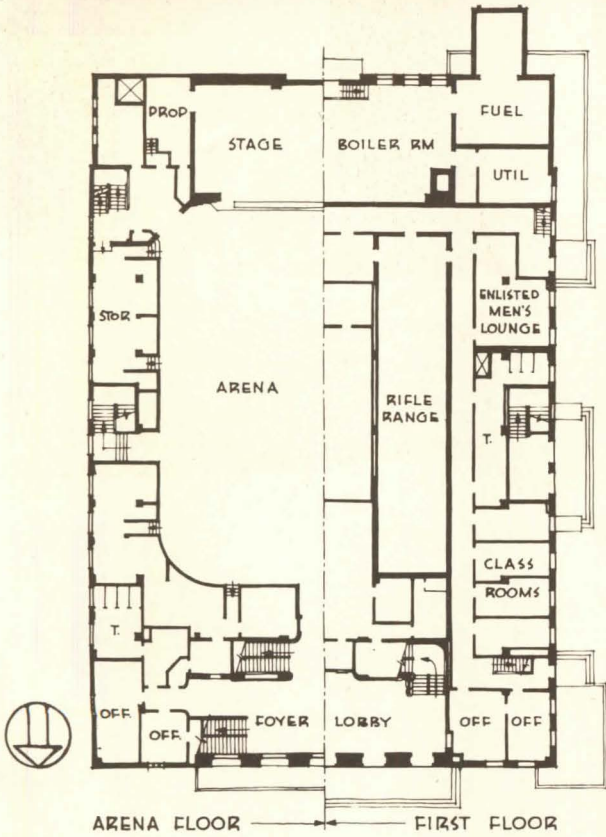 PROP
STAGE
BOILER RM
FUEL
UTIL
STOR
ARENA
RIFLE
RANGE
ENLISTED
MEN'S
LOUNGE
T.
CLASS
ROOMS
T.
OFF.
OFF.
FOYER
LOBBY
OFF
OFF
ARENA FLOOR
FIRST FLOOR